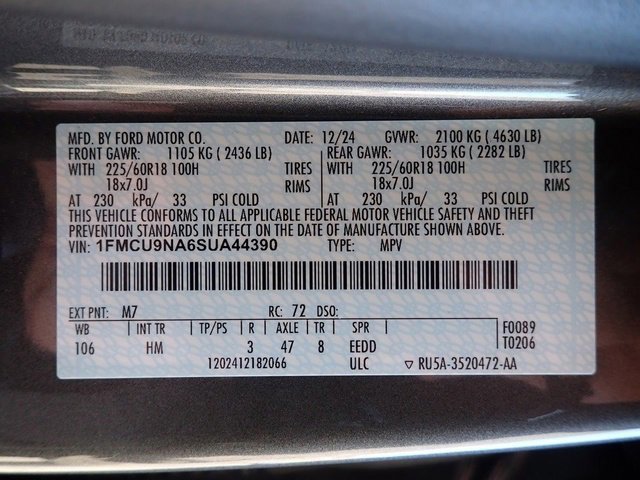 MFD. BY FORD MOTOR CO. DATE: 12/24 GVWR: 2100 KG ( 4630 LB)
FRONT GAWR: 1105 KG ( 2436 LB) REAR GAWR: 1035 KG ( 2282 LB)
WITH 225/60R18 100H TIRES WITH 225/60R18 100H TIRES
18x7.0J RIMS 18x7.0J RIMS
AT 230 kPa/ 33 PSI COLD AT 230 kPa/ 33 PSI COLD
THIS VEHICLE CONFORMS TO ALL APPLICABLE FEDERAL MOTOR VEHICLE SAFETY AND THEFT
PREVENTION STANDARDS IN EFFECT ON THE DATE OF MANUFACTURE SHOWN ABOVE.
VIN: 1FMCU9NA6SUA44390 TYPE: MPV
EXT PNT: M7 RC: 72 DSO:
WB INT TR TP/PS R AXLE TR SPR F0089
106 HM 3 47 8 EEDD T0206
1202412182066 ULC ▽ RU5A-3520472-AA